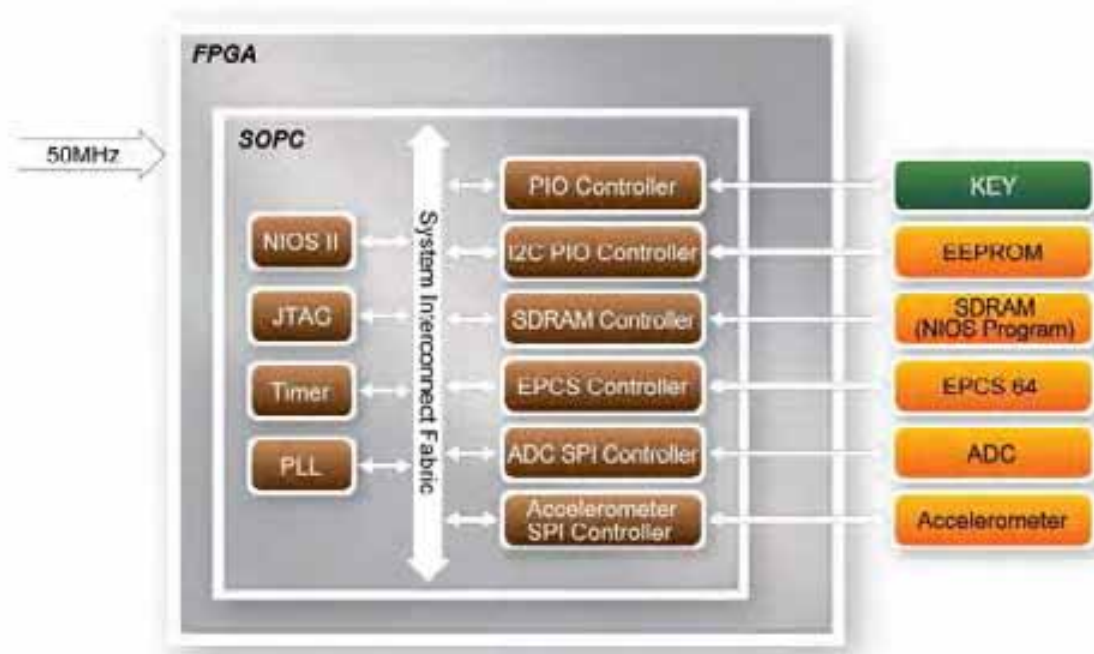 FPGA
50MHz
SOPC
System Interconnect Fabric
NIOS II
JTAG
Timer
PLL
PIO Controller
I2C PIO Controller
SDRAM Controller
EPCS Controller
ADC SPI Controller
Accelerometer
SPI Controller
KEY
EEPROM
SDRAM
(NIOS Program)
EPCS 64
ADC
Accelerometer